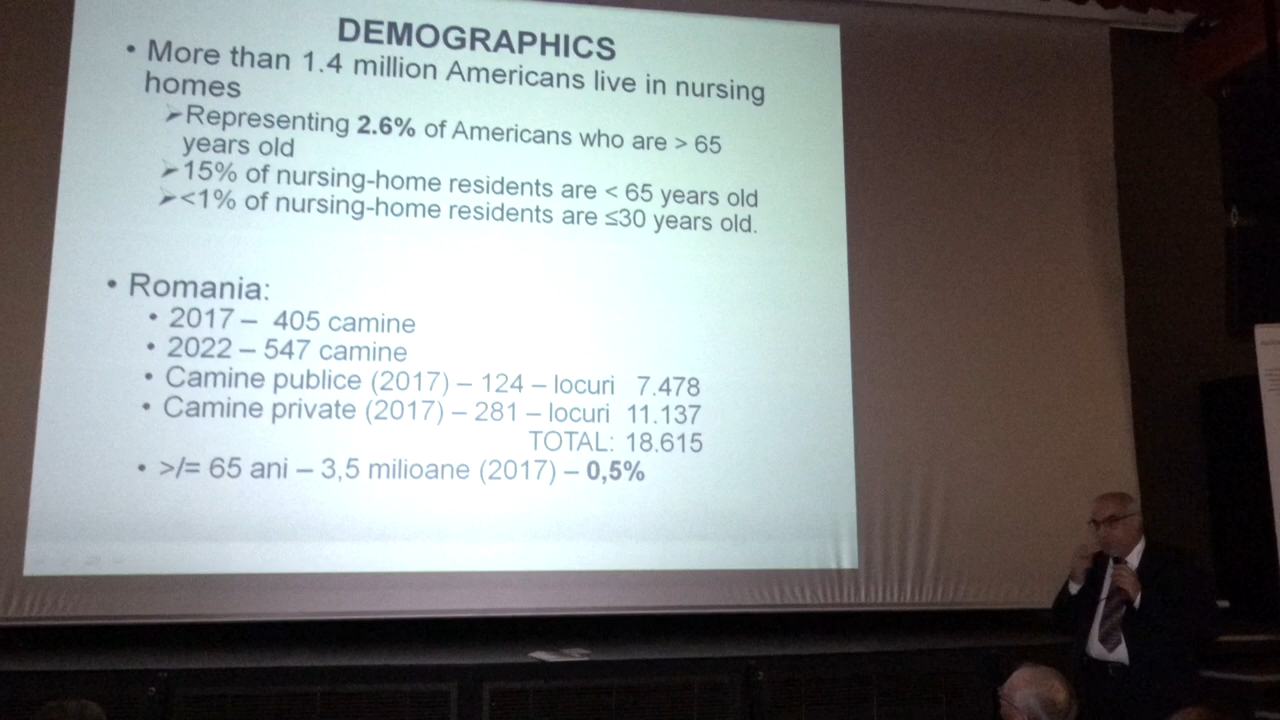 DEMOGRAPHICS
• More than 1.4 million Americans live in nursing
homes
➢Representing 2.6% of Americans who are > 65
years old
➢15% of nursing-home residents are < 65 years old
➢<1% of nursing-home residents are ≤30 years old.
• Romania:
• 2017 – 405 camine
• 2022 – 547 camine
• Camine publice (2017) – 124 – locuri 7.478
• Camine private (2017) – 281 – locuri 11.137
TOTAL: 18.615
• >/= 65 ani – 3,5 milioane (2017) – 0,5%